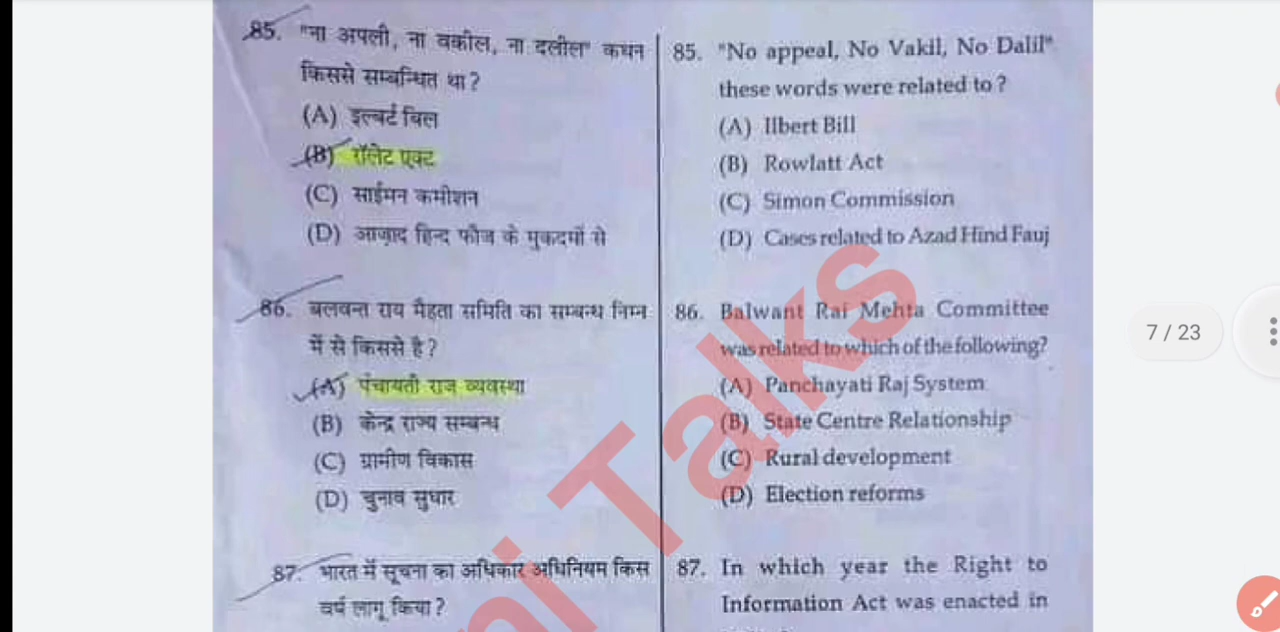 85. "ना अपली, ना वकील, ना दलील" कथन
किससे सम्बन्धित था?
(A) इल्बर्ट बिल
(B) रॉलेट एक्ट
(C) साईमन कमीशन
(D) आज़ाद हिन्द फौज के मुकदमों से
86. बलवन्त राय मैहता समिति का सम्बन्ध निम्न
में से किससे है?
(A) पंचायती राज व्यवस्था
(B) केन्द्र राज्य सम्बन्ध
(C) ग्रामीण विकास
(D) चुनाव सुधार
87. भारत में सूचना का अधिकार अधिनियम किस
वर्ष लागू किया?
85. "No appeal, No Vakil, No Dalil"
these words were related to?
(A) Ilbert Bill
(B) Rowlatt Act
(C) Simon Commission
(D) Cases related to Azad Hind Fauj
86. Balwant Rai Mehta Committee
was related to which of the following?
(A) Panchayati Raj System
(B) State Centre Relationship
(C) Rural development
(D) Election reforms
87. In which year the Right to
Information Act was enacted in
Talks
7 / 23